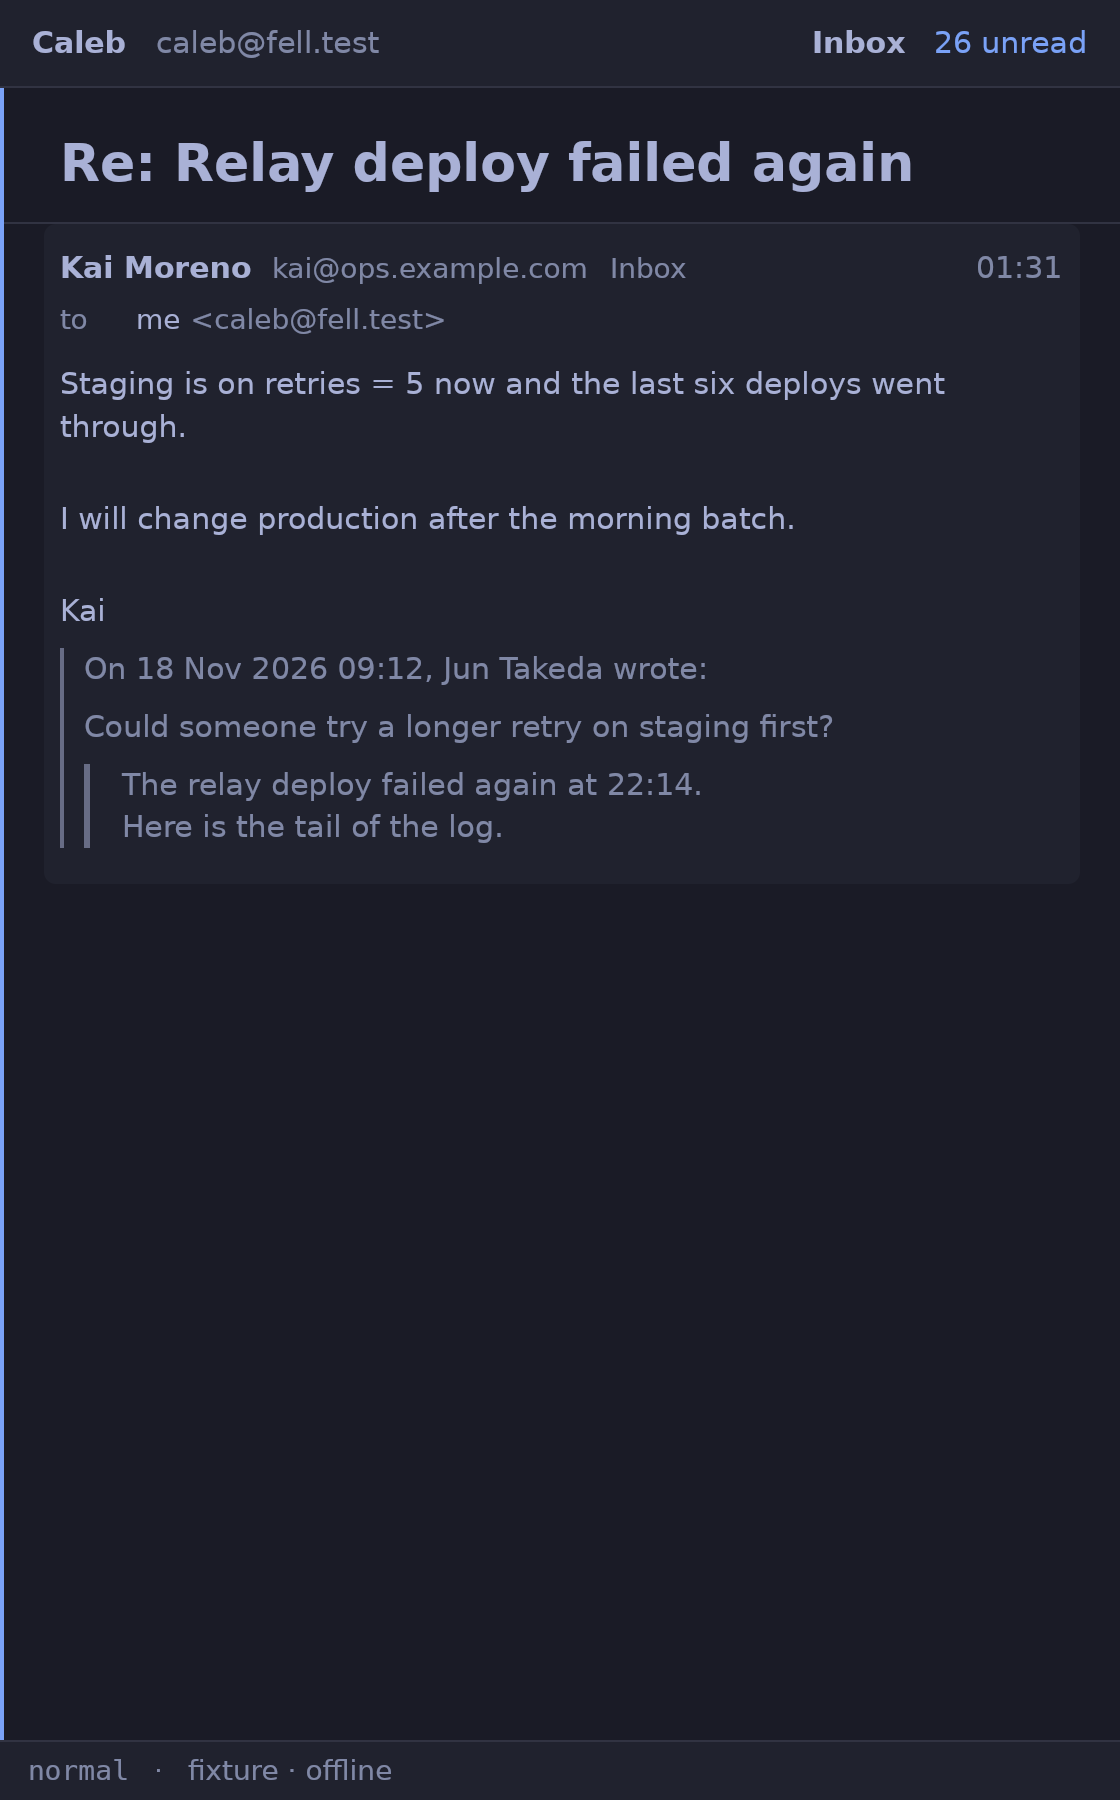 Caleb caleb@fell.test Inbox 26 unread
Re: Relay deploy failed again
Kai Moreno kai@ops.example.com Inbox 01:31
to me <caleb@fell.test>
Staging is on retries = 5 now and the last six deploys went
through.
I will change production after the morning batch.
Kai
On 18 Nov 2026 09:12, Jun Takeda wrote:
Could someone try a longer retry on staging first?
The relay deploy failed again at 22:14.
Here is the tail of the log.
normal · fixture · offline